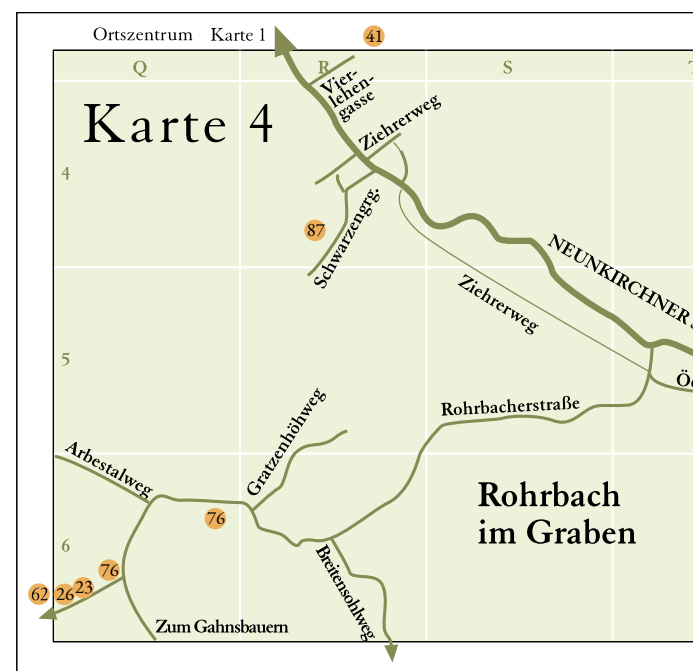 Ortszentrum Karte 1
41
Q R S
Karte 4
Vier-
lehen-
gasse
Ziehrerweg
4
87
Schwarzengrg.
NEUNKIRCHNER
Ziehrerweg
5
Rohrbacherstraße
Gratzenhöhweg
Arbestalweg
76
Rohrbach
im Graben
6
Breitensohlweg
76
62 26 23
Zum Gahnsbauern